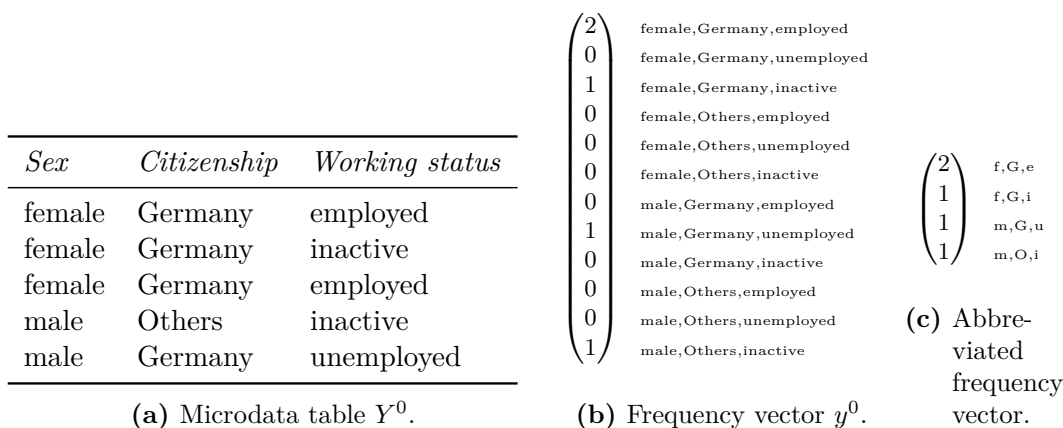 Sex Citizenship Working status
female Germany employed
female Germany inactive
female Germany employed
male Others inactive
male Germany unemployed
(a) Microdata table Y⁰.
2 female,Germany,employed
0 female,Germany,unemployed
1 female,Germany,inactive
0 female,Others,employed
0 female,Others,unemployed
0 female,Others,inactive
0 male,Germany,employed
1 male,Germany,unemployed
0 male,Germany,inactive
0 male,Others,employed
0 male,Others,unemployed
1 male,Others,inactive
(b) Frequency vector y⁰.
2 f,G,e
1 f,G,i
1 m,G,u
1 m,O,i
(c) Abbre-
viated
frequency
vector.